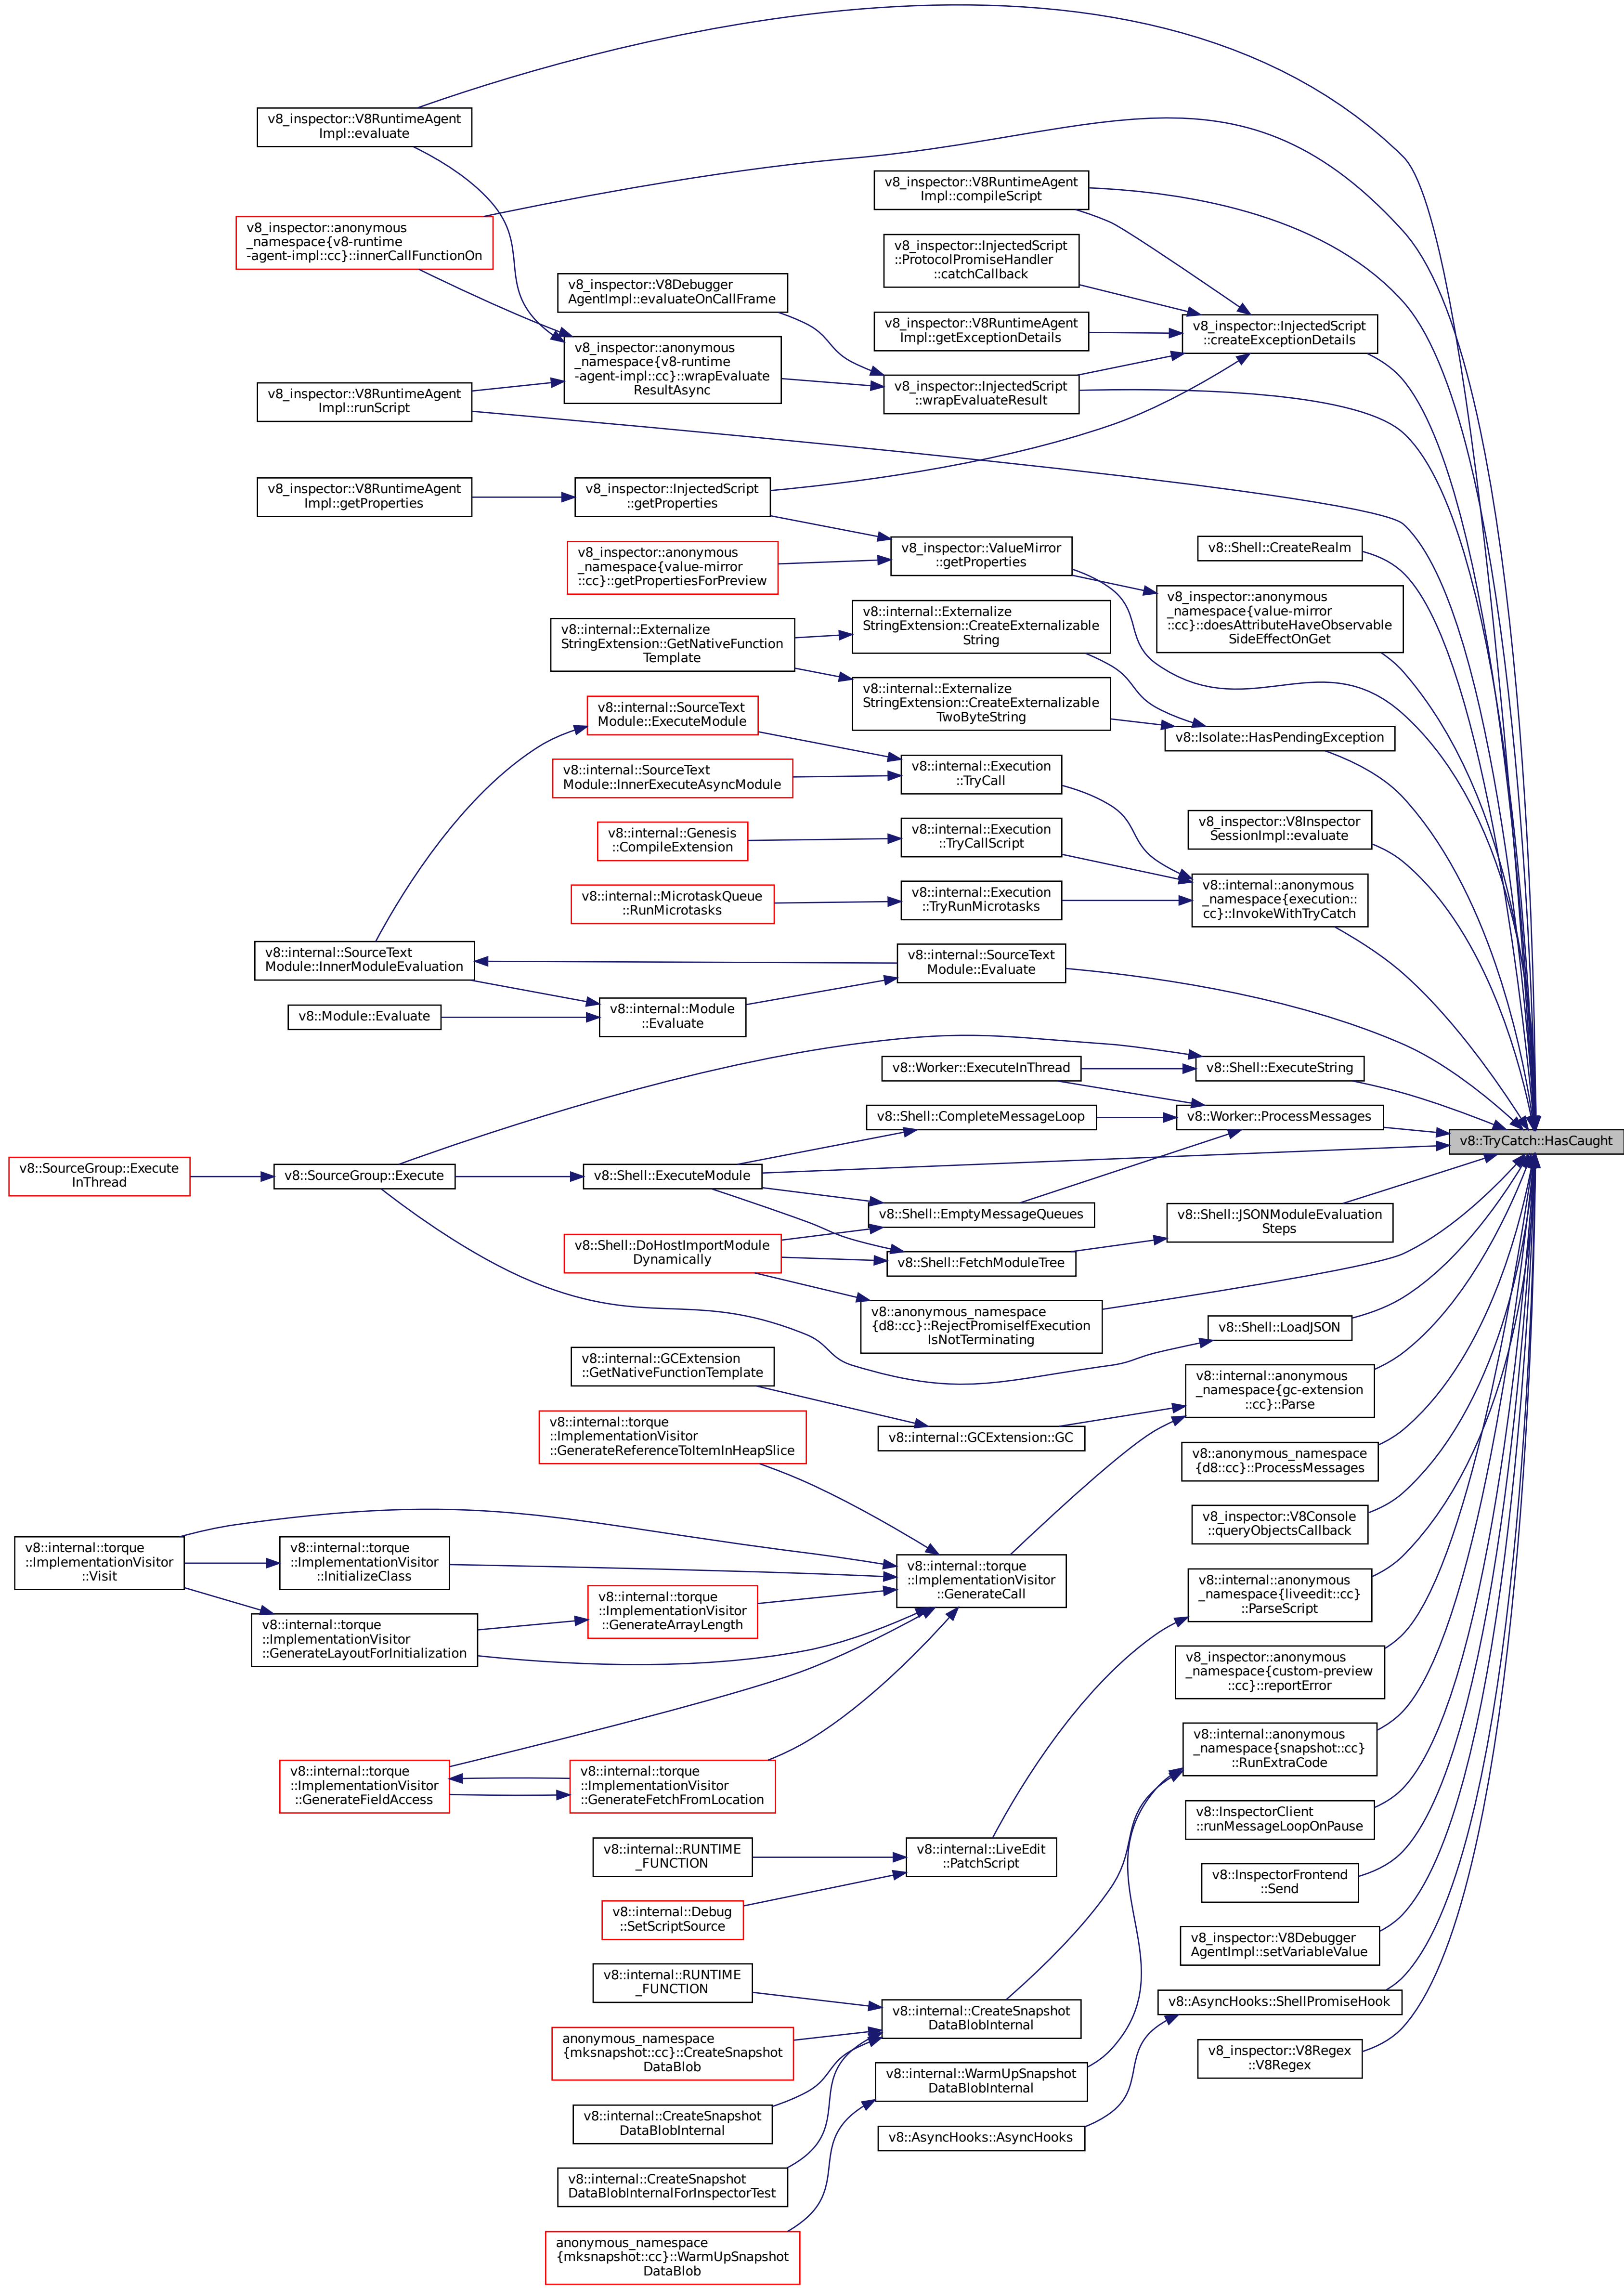 v8_inspector::V8RuntimeAgent
Impl::evaluate
v8_inspector::V8RuntimeAgent
Impl::compileScript
v8_inspector::anonymous
_namespace{v8-runtime
-agent-impl::cc}::innerCallFunctionOn
v8_inspector::InjectedScript
::ProtocolPromiseHandler
::catchCallback
v8_inspector::V8Debugger
AgentImpl::evaluateOnCallFrame
v8_inspector::V8RuntimeAgent
Impl::getExceptionDetails
v8_inspector::InjectedScript
::createExceptionDetails
v8_inspector::anonymous
_namespace{v8-runtime
-agent-impl::cc}::wrapEvaluate
ResultAsync
v8_inspector::V8RuntimeAgent
Impl::runScript
v8_inspector::InjectedScript
::wrapEvaluateResult
v8_inspector::V8RuntimeAgent
Impl::getProperties
v8_inspector::InjectedScript
::getProperties
v8_inspector::ValueMirror
::getProperties
v8::Shell::CreateRealm
v8_inspector::anonymous
_namespace{value-mirror
::cc}::getPropertiesForPreview
v8_inspector::anonymous
_namespace{value-mirror
::cc}::doesAttributeHaveObservable
SideEffectOnGet
v8::internal::Externalize
StringExtension::CreateExternalizable
String
v8::internal::Externalize
StringExtension::GetNativeFunction
Template
v8::internal::Externalize
StringExtension::CreateExternalizable
TwoByteString
v8::internal::SourceText
Module::ExecuteModule
v8::Isolate::HasPendingException
v8::internal::SourceText
Module::InnerExecuteAsyncModule
v8::internal::Execution
::TryCall
v8::internal::Genesis
::CompileExtension
v8::internal::Execution
::TryCallScript
v8_inspector::V8Inspector
SessionImpl::evaluate
v8::internal::MicrotaskQueue
::RunMicrotasks
v8::internal::Execution
::TryRunMicrotasks
v8::internal::anonymous
_namespace{execution::
cc}::InvokeWithTryCatch
v8::internal::SourceText
Module::InnerModuleEvaluation
v8::internal::SourceText
Module::Evaluate
v8::Module::Evaluate
v8::internal::Module
::Evaluate
v8::Worker::ExecuteInThread
v8::Shell::ExecuteString
v8::Shell::CompleteMessageLoop
v8::Worker::ProcessMessages
v8::TryCatch::HasCaught
v8::SourceGroup::Execute
InThread
v8::SourceGroup::Execute
v8::Shell::ExecuteModule
v8::Shell::EmptyMessageQueues
v8::Shell::JSONModuleEvaluation
Steps
v8::Shell::DoHostImportModule
Dynamically
v8::Shell::FetchModuleTree
v8::anonymous_namespace
{d8::cc}::RejectPromiseIfExecution
IsNotTerminating
v8::Shell::LoadJSON
v8::internal::GCExtension
::GetNativeFunctionTemplate
v8::internal::anonymous
_namespace{gc-extension
::cc}::Parse
v8::internal::torque
::ImplementationVisitor
::GenerateReferenceToItemInHeapSlice
v8::internal::GCExtension::GC
v8::anonymous_namespace
{d8::cc}::ProcessMessages
v8_inspector::V8Console
::queryObjectsCallback
v8::internal::torque
::ImplementationVisitor
::Visit
v8::internal::torque
::ImplementationVisitor
::InitializeClass
v8::internal::torque
::ImplementationVisitor
::GenerateCall
v8::internal::anonymous
_namespace{liveedit::cc}
::ParseScript
v8::internal::torque
::ImplementationVisitor
::GenerateArrayLength
v8::internal::torque
::ImplementationVisitor
::GenerateLayoutForInitialization
v8_inspector::anonymous
_namespace{custom-preview
::cc}::reportError
v8::internal::anonymous
_namespace{snapshot::cc}
::RunExtraCode
v8::internal::torque
::ImplementationVisitor
::GenerateFieldAccess
v8::internal::torque
::ImplementationVisitor
::GenerateFetchFromLocation
v8::InspectorClient
::runMessageLoopOnPause
v8::internal::RUNTIME
_FUNCTION
v8::internal::LiveEdit
::PatchScript
v8::InspectorFrontend
::Send
v8::internal::Debug
::SetScriptSource
v8_inspector::V8Debugger
AgentImpl::setVariableValue
v8::internal::RUNTIME
_FUNCTION
v8::internal::CreateSnapshot
DataBlobInternal
v8::AsyncHooks::ShellPromiseHook
anonymous_namespace
{mksnapshot::cc}::CreateSnapshot
DataBlob
v8_inspector::V8Regex
::V8Regex
v8::internal::WarmUpSnapshot
DataBlobInternal
v8::internal::CreateSnapshot
DataBlobInternal
v8::AsyncHooks::AsyncHooks
v8::internal::CreateSnapshot
DataBlobInternalForInspectorTest
anonymous_namespace
{mksnapshot::cc}::WarmUpSnapshot
DataBlob